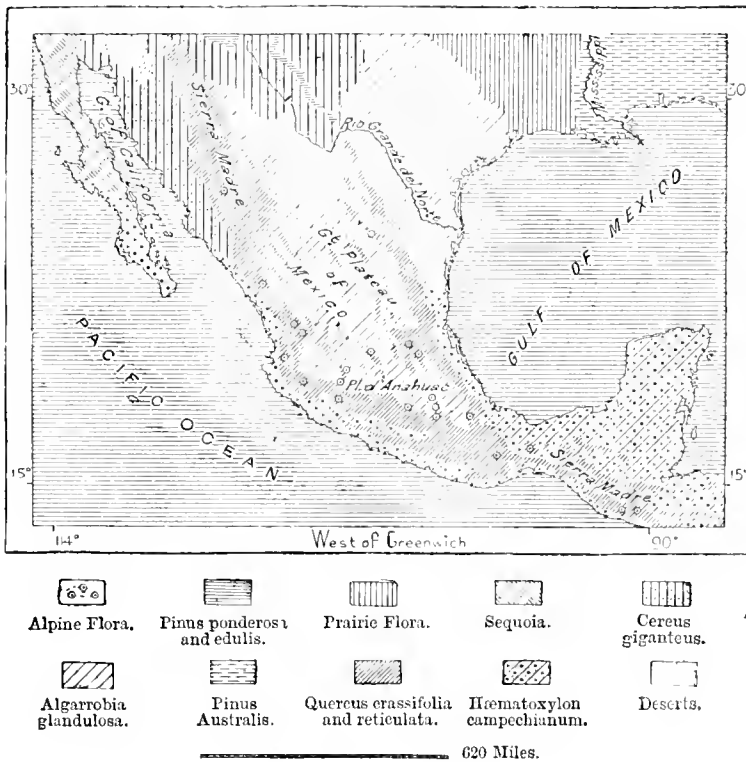 30°
30
Mississippi
Sierra Madre
G. of California
Rio Grande del Norte
GULF OF MEXICO
Gt. Plateau
of
Mexico
PACIFIC OCEAN
Pl. d Anahuac
15°
Sierra Madre
15°
114°
West of Greenwich
90°
Alpine Flora.
Pinus ponderosa
and edulis.
Prairie Flora.
Sequoia.
Cereus
giganteus.
Algarrobia
glandulosa.
Pinus
Australis.
Quercus crassifolia
and reticulata.
Hæmatoxylon
campechianum.
Deserts.
620 Miles.